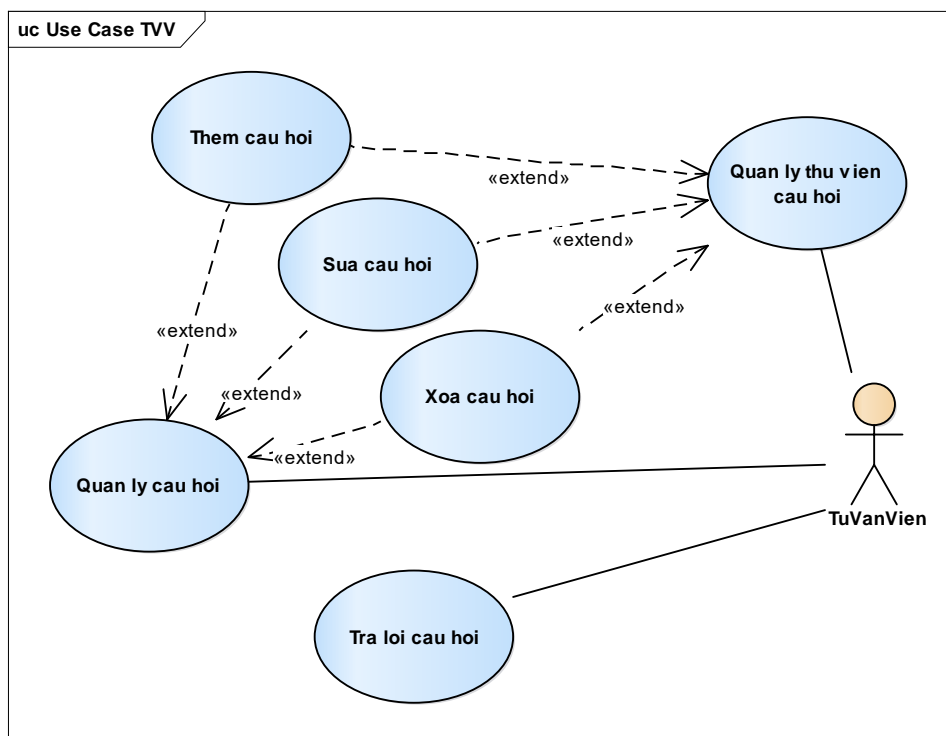 uc Use Case TVV
Them cau hoi
«extend»
Quan ly thu vien
cau hoi
«extend»
Sua cau hoi
«extend»
«extend»
«extend»
Xoa cau hoi
«extend»
Quan ly cau hoi
TuVanVien
Tra loi cau hoi